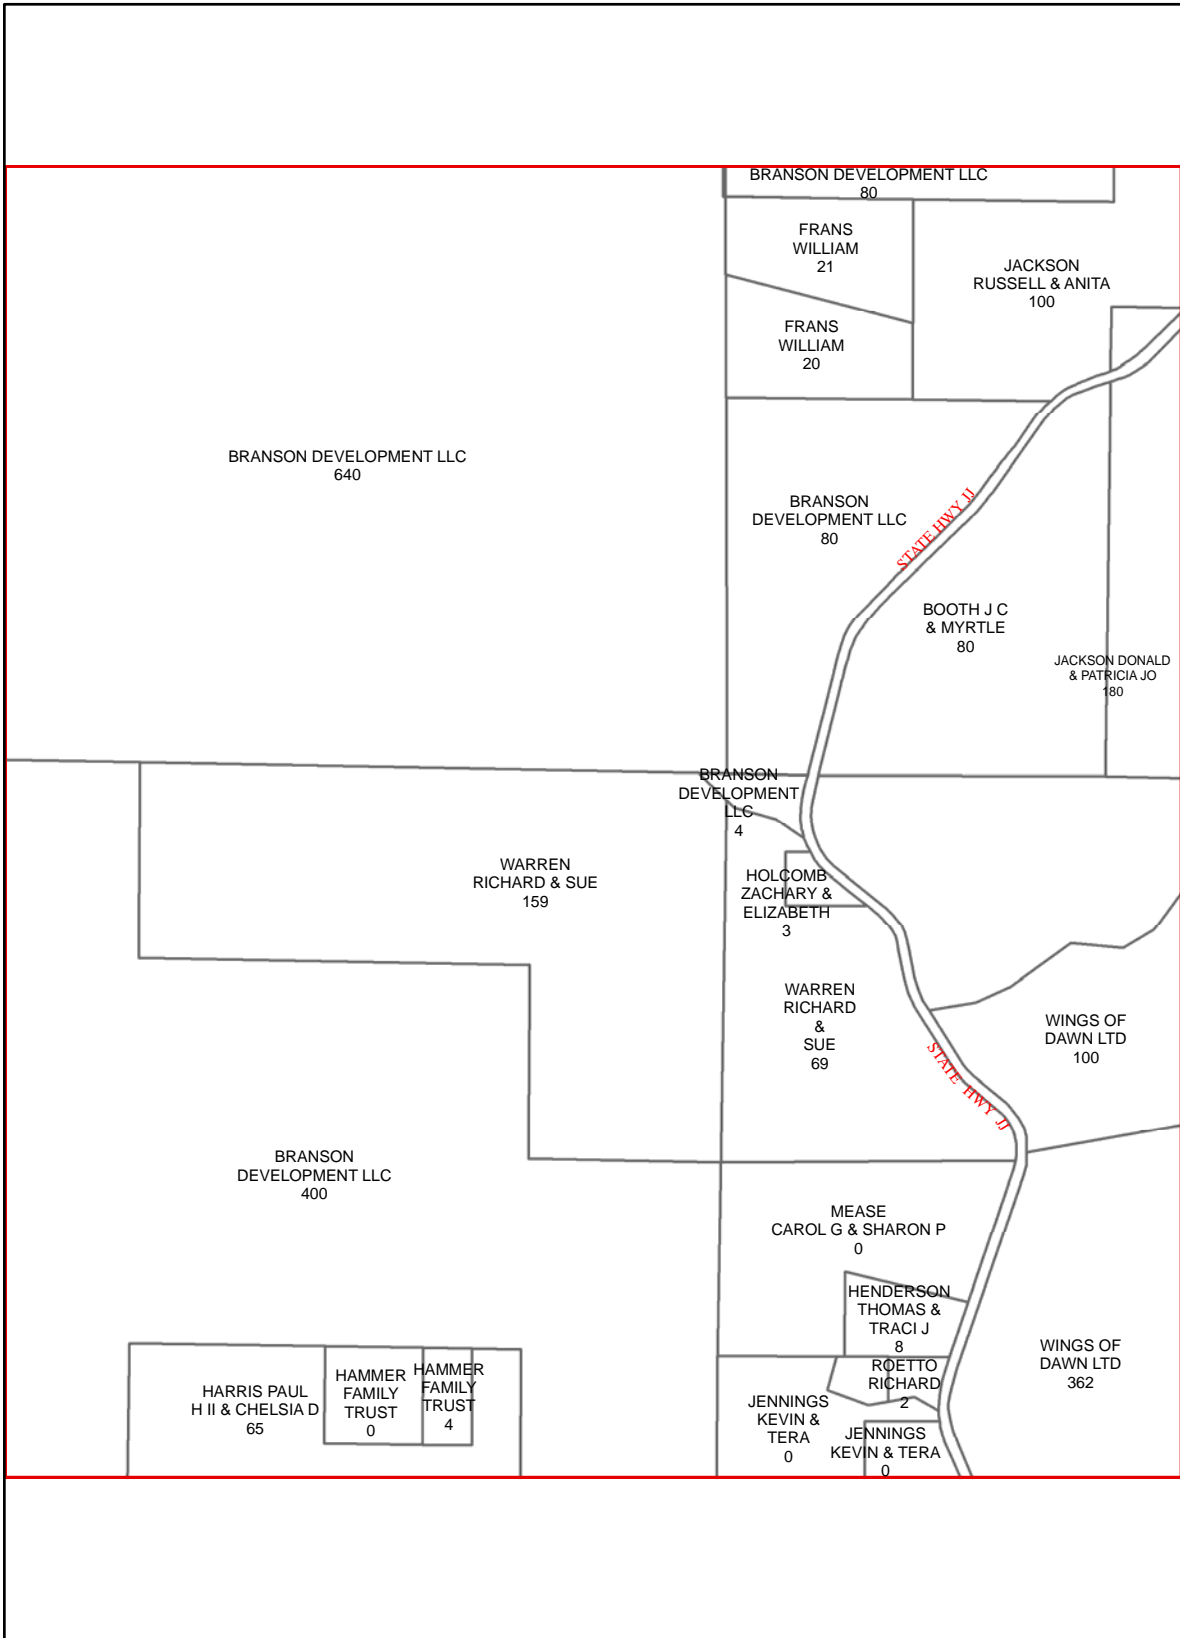 BRANSON DEVELOPMENT LLC
80
FRANS
WILLIAM
21
JACKSON
RUSSELL & ANITA
100
FRANS
WILLIAM
20
BRANSON DEVELOPMENT LLC
640
BRANSON
DEVELOPMENT LLC
80
STATE HWY JJ
BOOTH J C
& MYRTLE
80
JACKSON DONALD
& PATRICIA JO
180
BRANSON
DEVELOPMENT
LLC
4
WARREN
RICHARD & SUE
159
HOLCOMB
ZACHARY &
ELIZABETH
3
WARREN
RICHARD
&
SUE
69
WINGS OF
DAWN LTD
100
STATE HWY JJ
BRANSON
DEVELOPMENT LLC
400
MEASE
CAROL G & SHARON P
0
HENDERSON
THOMAS &
TRACI J
8
WINGS OF
DAWN LTD
362
ROETTO
RICHARD
2
HARRIS PAUL
H II & CHELSIA D
65
HAMMER
FAMILY
TRUST
0
HAMMER
FAMILY
TRUST
4
JENNINGS
KEVIN &
TERA
0
JENNINGS
KEVIN & TERA
0